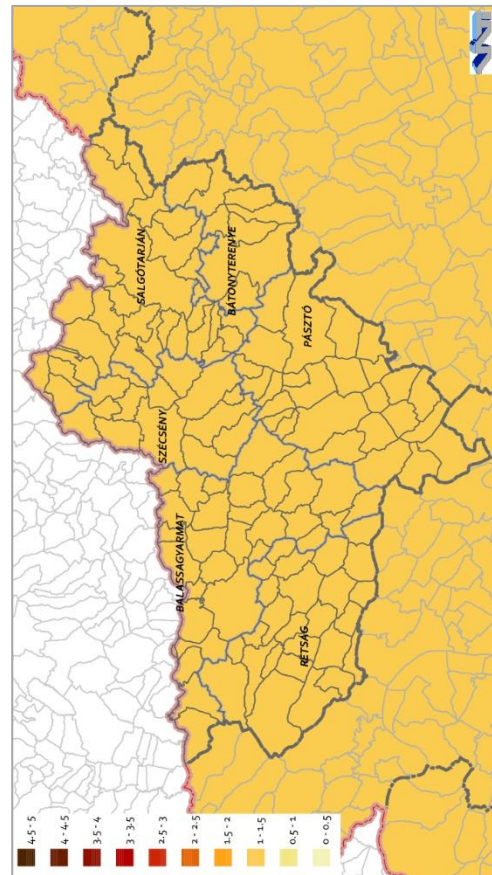 4.5 - 5
4 - 4.5
3.5 - 4
3 - 3.5
2.5 - 3
2 - 2.5
1.5 - 2
1 - 1.5
0.5 - 1
0 - 0.5
SALGÓTARJÁN
BÁTONYTERENYE
SZÉCSÉNY
PÁSZTÓ
BALASSAGYARMAT
RÉTSÁG